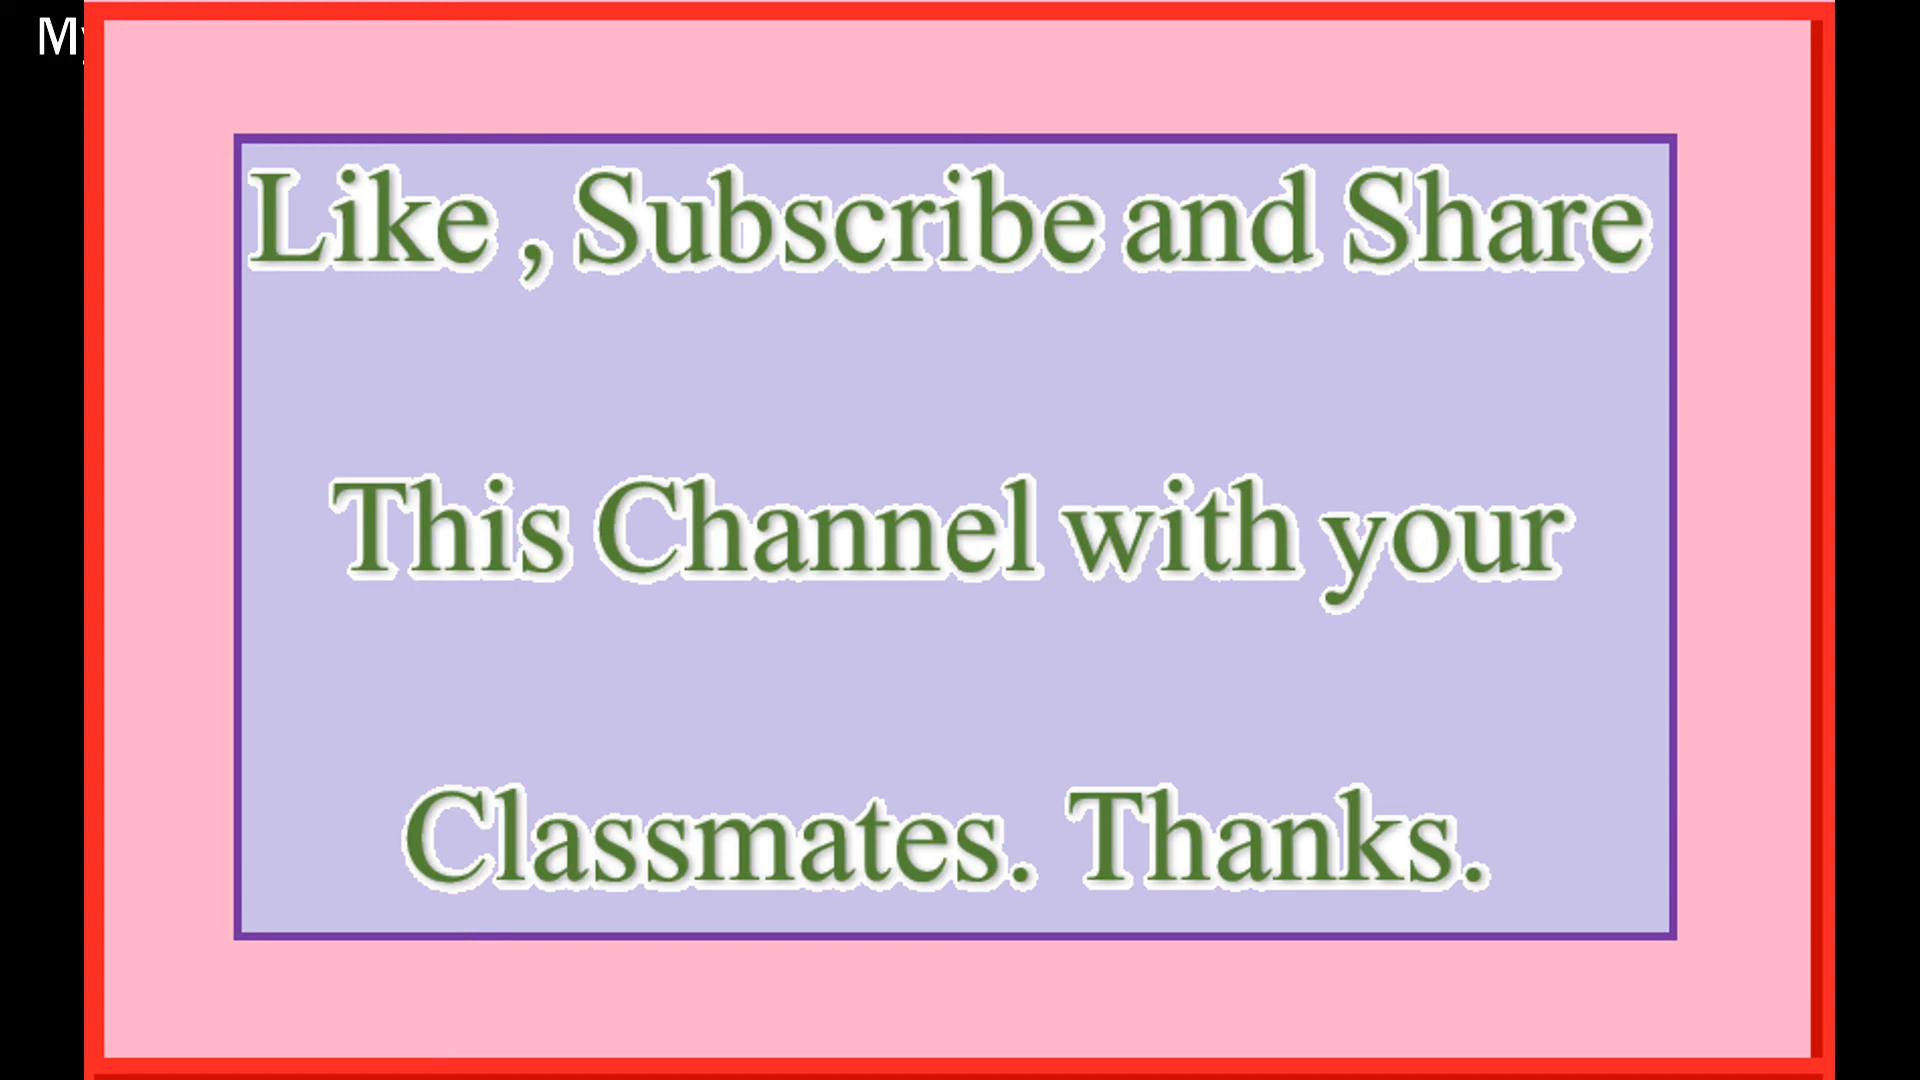 Like , Subscribe and Share
This Channel with your
Classmates. Thanks.